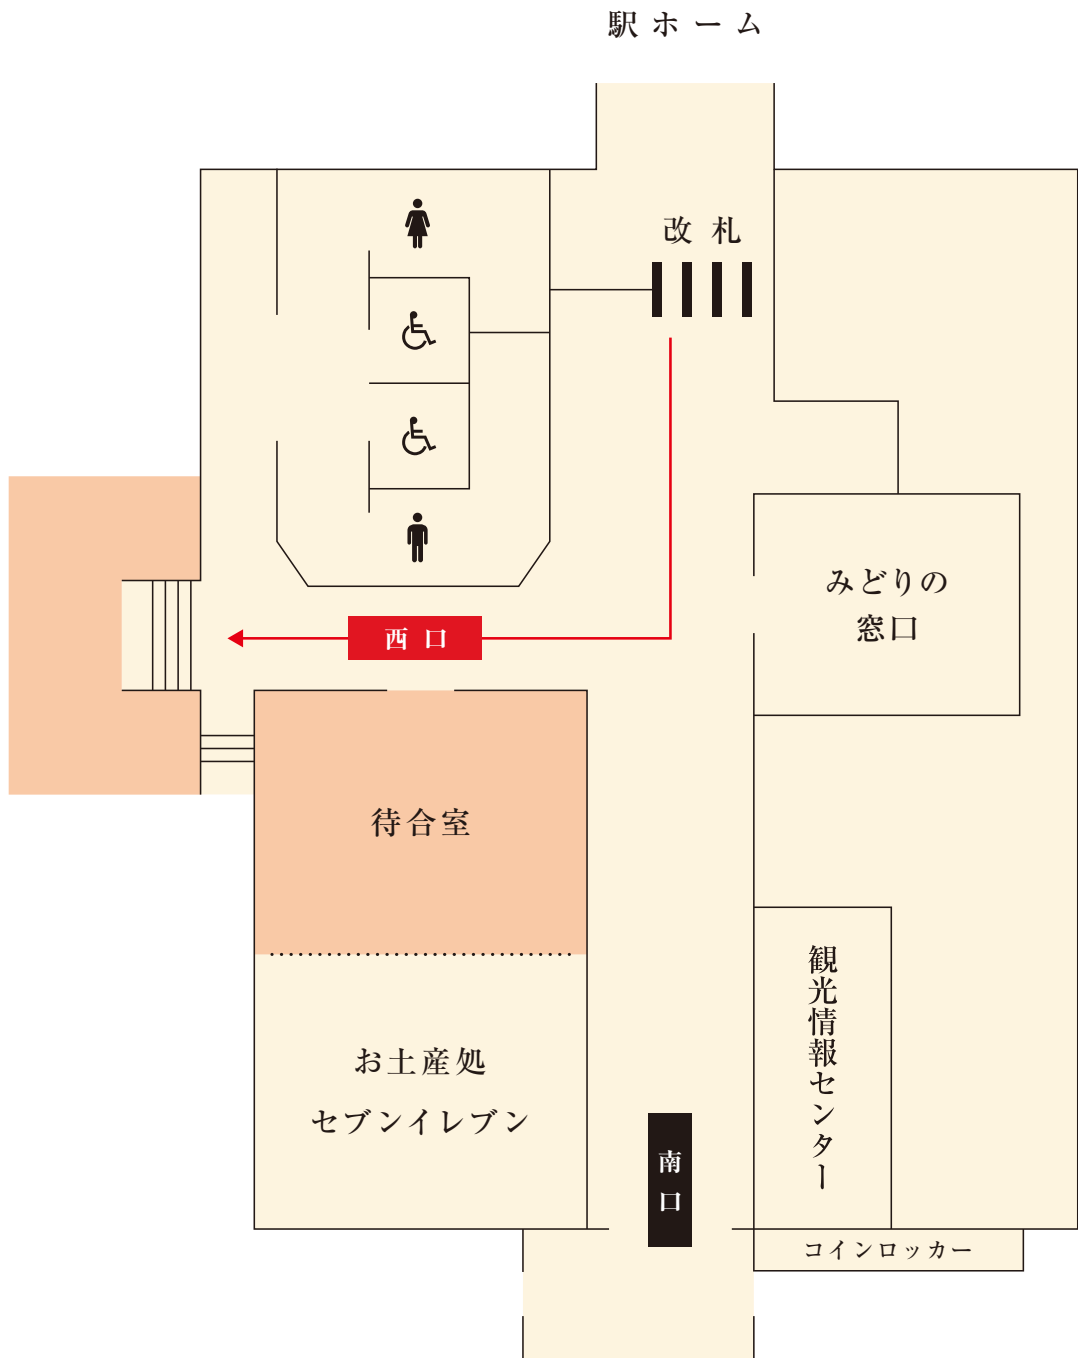 駅ホーム
改札
みどりの
窓口
西口
待合室
お土産処
セブンイレブン
観光情報センター
南口
コインロッカー